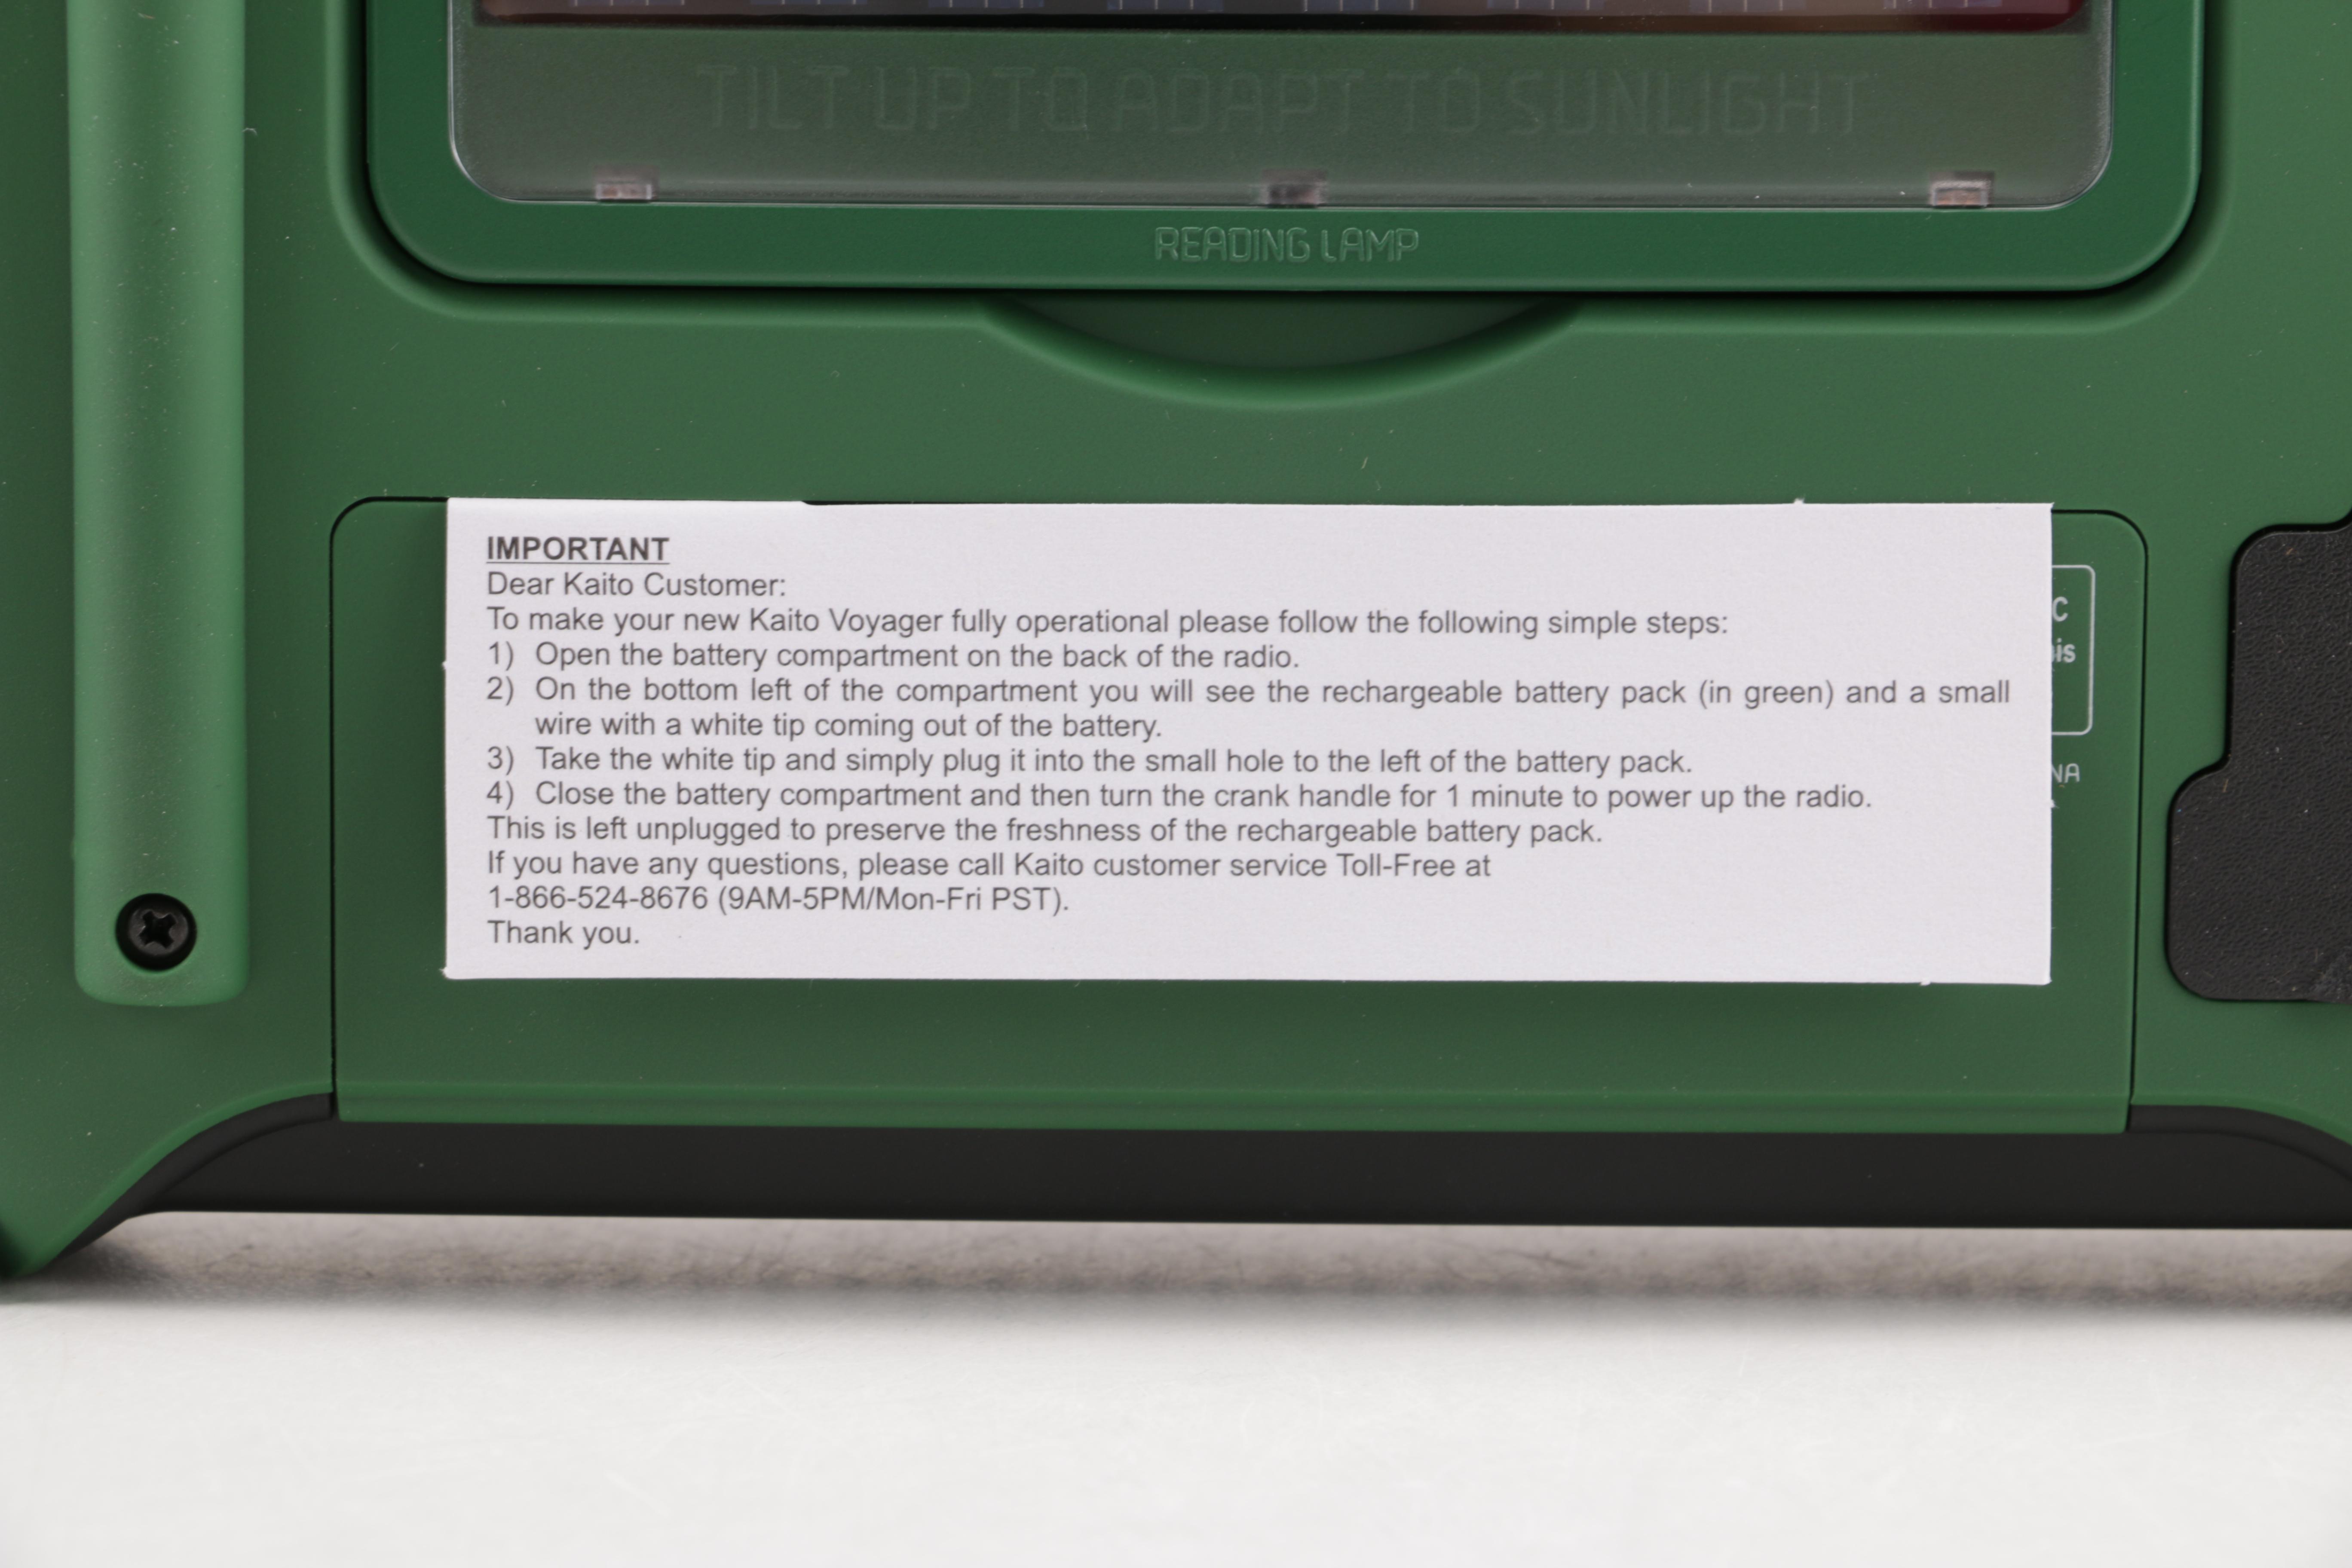 TILT UP TO ADAPT TO SUNLIGHT
READING LAMP
IMPORTANT
Dear Kaito Customer:
To make your new Kaito Voyager fully operational please follow the following simple steps:
1) Open the battery compartment on the back of the radio.
2) On the bottom left of the compartment you will see the rechargeable battery pack (in green) and a small
wire with a white tip coming out of the battery.
3) Take the white tip and simply plug it into the small hole to the left of the battery pack.
4) Close the battery compartment and then turn the crank handle for 1 minute to power up the radio.
This is left unplugged to preserve the freshness of the rechargeable battery pack.
If you have any questions, please call Kaito customer service Toll-Free at
1-866-524-8676 (9AM-5PM/Mon-Fri PST).
Thank you.